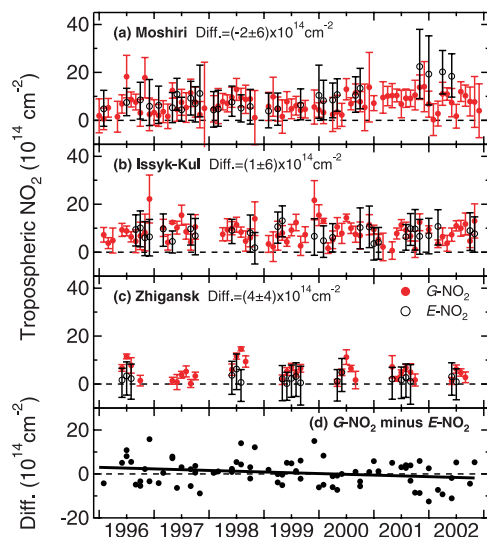 (a) Moshiri Diff.=(-2±6)x10¹⁴cm⁻²
40
20
0
(b) Issyk-Kul Diff.=(1±6)x10¹⁴cm⁻²
40
20
0
(c) Zhigansk Diff.=(4±4)x10¹⁴cm⁻²
40
20
0
G-NO₂
E-NO₂
(d) G-NO₂ minus E-NO₂
20
0
-20
Tropospheric NO₂ (10¹⁴ cm⁻²)
Diff. (10¹⁴ cm⁻²)
1996 1997 1998 1999 2000 2001 2002